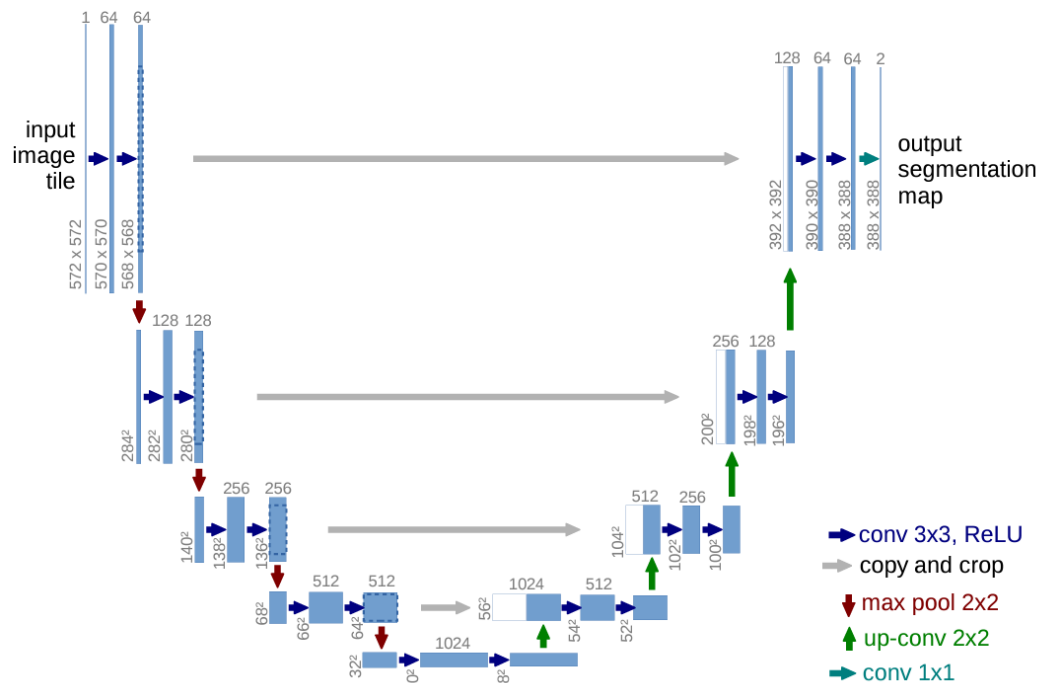 1 64 64
128 64 64 2
input
image
tile
output
segmentation
map
572 x 572
570 x 570
568 x 568
392 x 392
390 x 390
388 x 388
388 x 388
128 128
256 128
284²
282²
280²
200²
198²
196²
256 256
512 256
140²
138²
136²
104²
102²
100²
512 512
1024 512
68²
66²
64²
56²
54²
52²
1024
32²
0²
8²
conv 3x3, ReLU
copy and crop
max pool 2x2
up-conv 2x2
conv 1x1